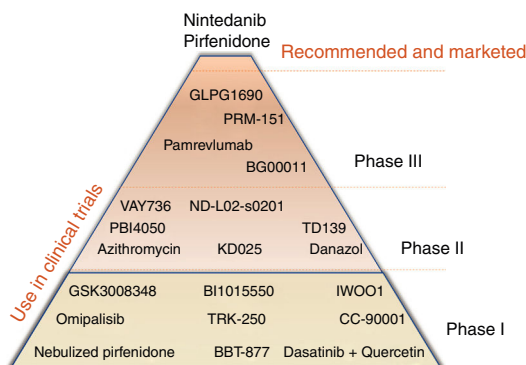 Nintedanib
Pirfenidone
Recommended and marketed
GLPG1690
PRM-151
Pamrevlumab
BG00011
Phase III
Use in clinical trials
VAY736 ND-L02-s0201
PBI4050 TD139
Azithromycin KD025 Danazol
Phase II
GSK3008348 BI1015550 IWOO1
Omipalisib TRK-250 CC-90001
Phase I
Nebulized pirfenidone BBT-877 Dasatinib + Quercetin